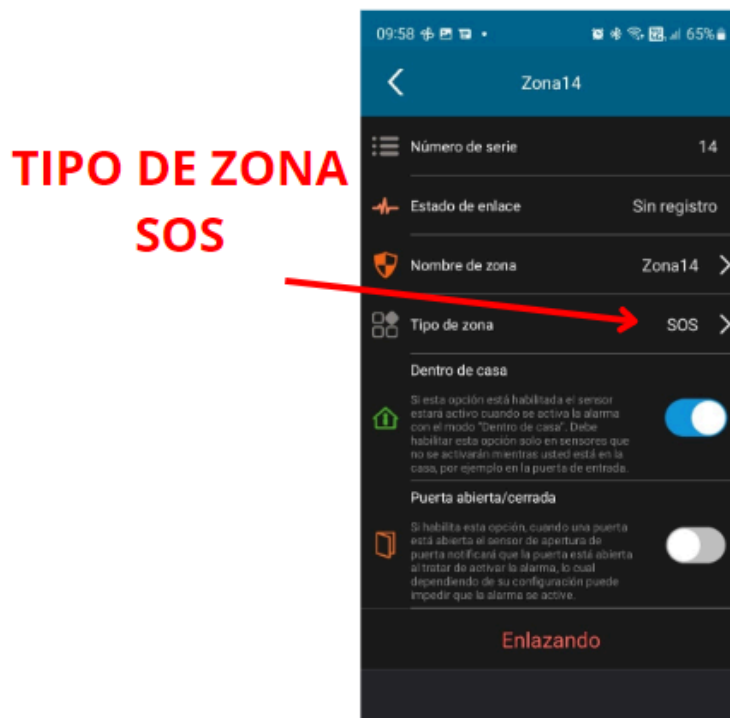 TIPO DE ZONA
SOS
09:58
65%
Zona14
Número de serie 14
Estado de enlace Sin registro
Nombre de zona Zona14
Tipo de zona SOS
Dentro de casa
Si esta opción está habilitada el sensor
estará activo cuando se activa la alarma
con el modo "Dentro de casa". Debe
habilitar esta opción solo en sensores que
no se activarán mientras usted está en la
casa, por ejemplo en la puerta de entrada.
Puerta abierta/cerrada
Si habilita esta opción, cuando una puerta
está abierta el sensor de apertura de
puerta notificará que la puerta está abierta
al tratar de activar la alarma, lo cual
dependiendo de su configuración puede
impedir que la alarma se active.
Enlazando